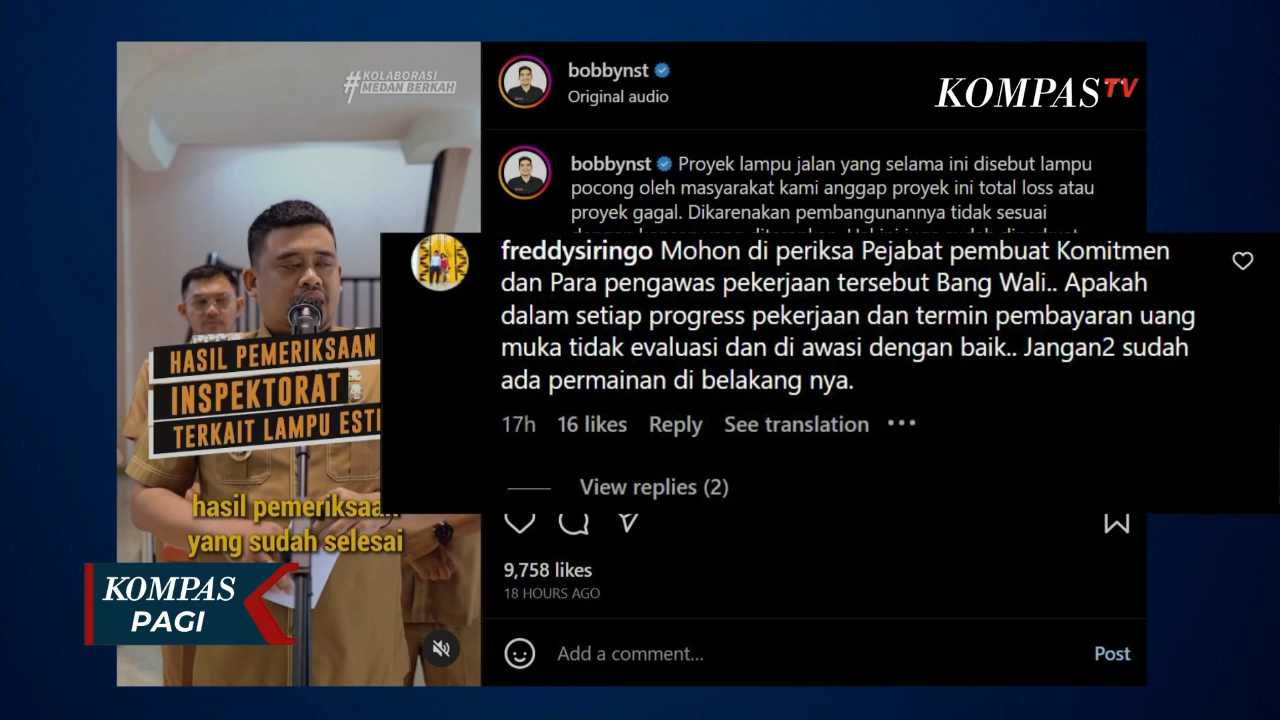 #KOLABORASI
MEDAN BERKAH
HASIL PEMERIKSAAN
INSPEKTORAT
TERKAIT LAMPU ESTE
hasil pemeriksaan
yang sudah selesai
KOMPAS
PAGI
bobbynst
Original audio
KOMPAS TV
bobbynst Proyek lampu jalan yang selama ini disebut lampu
pocong oleh masyarakat kami anggap proyek ini total loss atau
proyek gagal. Dikarenakan pembangunannya tidak sesuai
freddysiringo Mohon di periksa Pejabat pembuat Komitmen
dan Para pengawas pekerjaan tersebut Bang Wali.. Apakah
dalam setiap progress pekerjaan dan termin pembayaran uang
muka tidak evaluasi dan di awasi dengan baik.. Jangan2 sudah
ada permainan di belakang nya.
17h 16 likes Reply See translation •••
View replies (2)
9,758 likes
18 HOURS AGO
Add a comment... Post